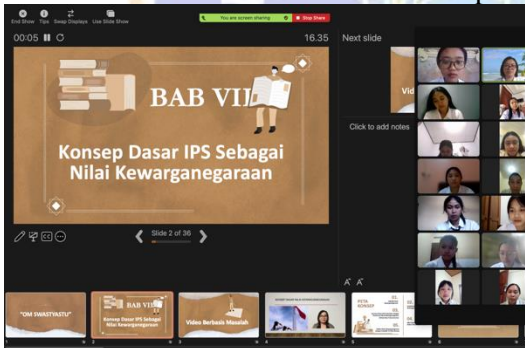 End Show Tips Swap Displays Use Slide Show
You are screen sharing Stop Share
00:05
16.35
Next slide
BAB VII
Konsep Dasar IPS Sebagai
Nilai Kewarganegaraan
Click to add notes
Slide 2 of 36
"OM SWASTYASTU"
BAB VII
Konsep Dasar IPS Sebagai
Nilai Kewarganegaraan
Video Berbasis Masalah
PETA
KONSEP